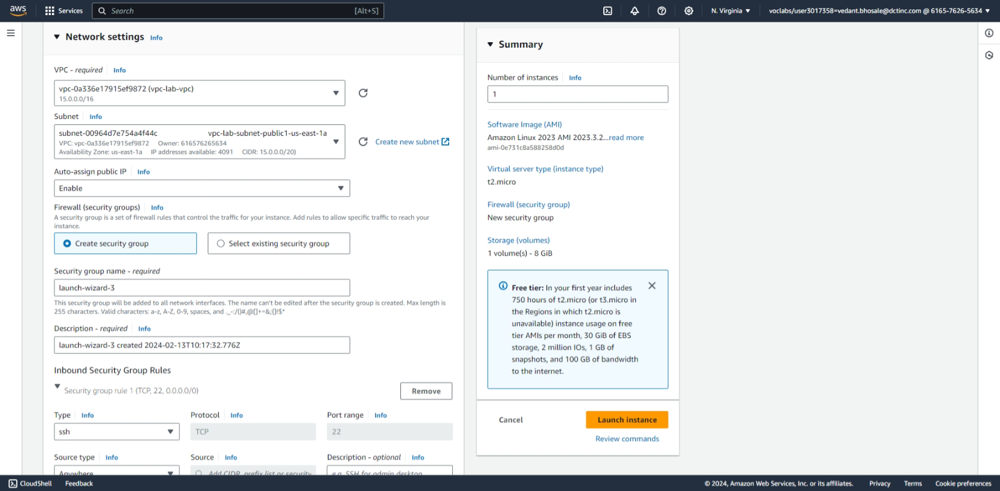 aws
Services
Search
[Alt+S]
N. Virginia
voclabs/user3017358=vedant.bhosale@dctinc.com @ 6165-7626-5634
Network settings Info
VPC - required Info
vpc-0a336e17915ef9872 (vpc-lab-vpc)
15.0.0.0/16
Subnet Info
subnet-00964d7e754a4f44c vpc-lab-subnet-public1-us-east-1a
VPC: vpc-0a336e17915ef9872 Owner: 616576265634
Availability Zone: us-east-1a IP addresses available: 4091 CIDR: 15.0.0.0/20)
Create new subnet
Auto-assign public IP Info
Enable
Firewall (security groups) Info
A security group is a set of firewall rules that control the traffic for your instance. Add rules to allow specific traffic to reach your
instance.
Create security group
Select existing security group
Security group name - required
launch-wizard-3
This security group will be added to all network interfaces. The name can't be edited after the security group is created. Max length is
255 characters. Valid characters: a-z, A-Z, 0-9, spaces, and ._-:/()#,@[]+=&;{}!$*
Description - required Info
launch-wizard-3 created 2024-02-13T10:17:32.776Z
Inbound Security Group Rules
Security group rule 1 (TCP, 22, 0.0.0.0/0)
Remove
Type Info
Protocol Info
Port range Info
ssh
TCP
22
Source type Info
Source Info
Description - optional Info
Anywhere
Add CIDR, prefix list or security
e.g. SSH for admin desktop
Summary
Number of instances Info
1
Software Image (AMI)
Amazon Linux 2023 AMI 2023.3.2...read more
ami-0e731c8a588258d0d
Virtual server type (instance type)
t2.micro
Firewall (security group)
New security group
Storage (volumes)
1 volume(s) - 8 GiB
Free tier: In your first year includes
750 hours of t2.micro (or t3.micro in
the Regions in which t2.micro is
unavailable) instance usage on free
tier AMIs per month, 30 GiB of EBS
storage, 2 million IOs, 1 GB of
snapshots, and 100 GB of bandwidth
to the internet.
Cancel
Launch instance
Review commands
CloudShell
Feedback
© 2024, Amazon Web Services, Inc. or its affiliates.
Privacy
Terms
Cookie preferences